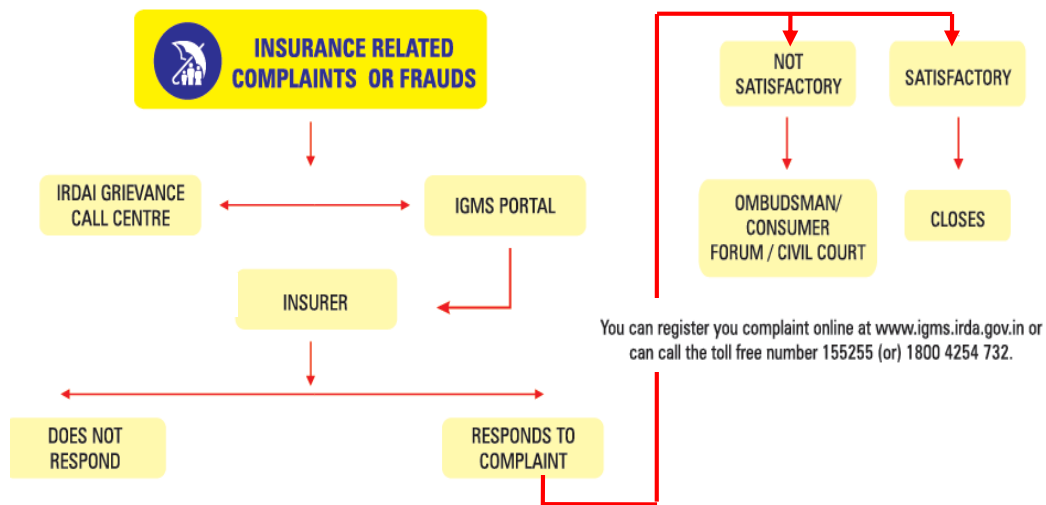 INSURANCE RELATED
COMPLAINTS OR FRAUDS
IRDAI GRIEVANCE
CALL CENTRE
IGMS PORTAL
INSURER
DOES NOT
RESPOND
RESPONDS TO
COMPLAINT
NOT
SATISFACTORY
SATISFACTORY
OMBUDSMAN/
CONSUMER
FORUM / CIVIL COURT
CLOSES
You can register you complaint online at www.igms.irda.gov.in or
can call the toll free number 155255 (or) 1800 4254 732.